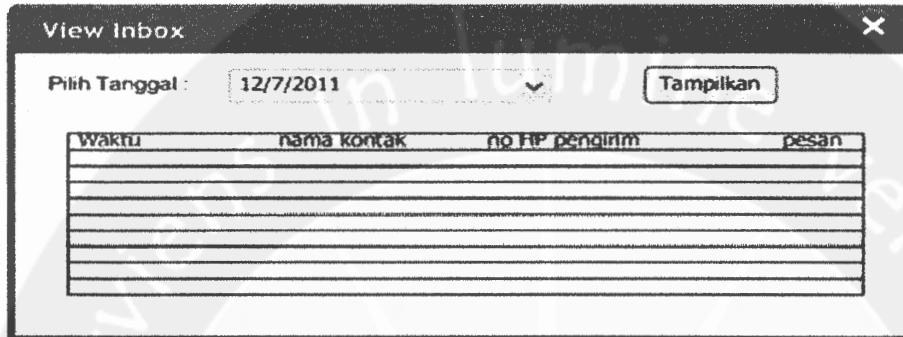 View Inbox
Pilih Tanggal : 12/7/2011 Tampilkan
Waktu nama kontak no HP pengirim pesan